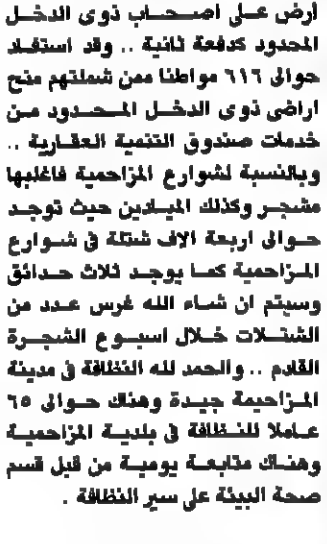 ارض على اصحاب ذوى الدخل
المحدود كدفعة ثانية .. وقد استفاد
حوالى ٦١٦ مواطنا ممن شملتهم منح
اراضى ذوى الدخل المحدود من
خدمات صندوق التنمية العقارية ..
وبالنسبة لشوارع المزاحمية فاغلبها
مشجر وكذلك الميادين حيث توجد
حوالى اربعة الاف شتلة فى شوارع
المزاحمية كما يوجد ثلاث حدائق
وسيتم ان شاء الله غرس عدد من
الشتلات خلال اسبوع الشجرة
القادم .. والحمد لله النظافة فى مدينة
المزاحيمة جيدة وهناك حوالى ٦٥
عاملا للنظافة فى بلدية المزاحمية
وهناك متابعة يومية من قبل قسم
صحة البيئة على سير النظافة .